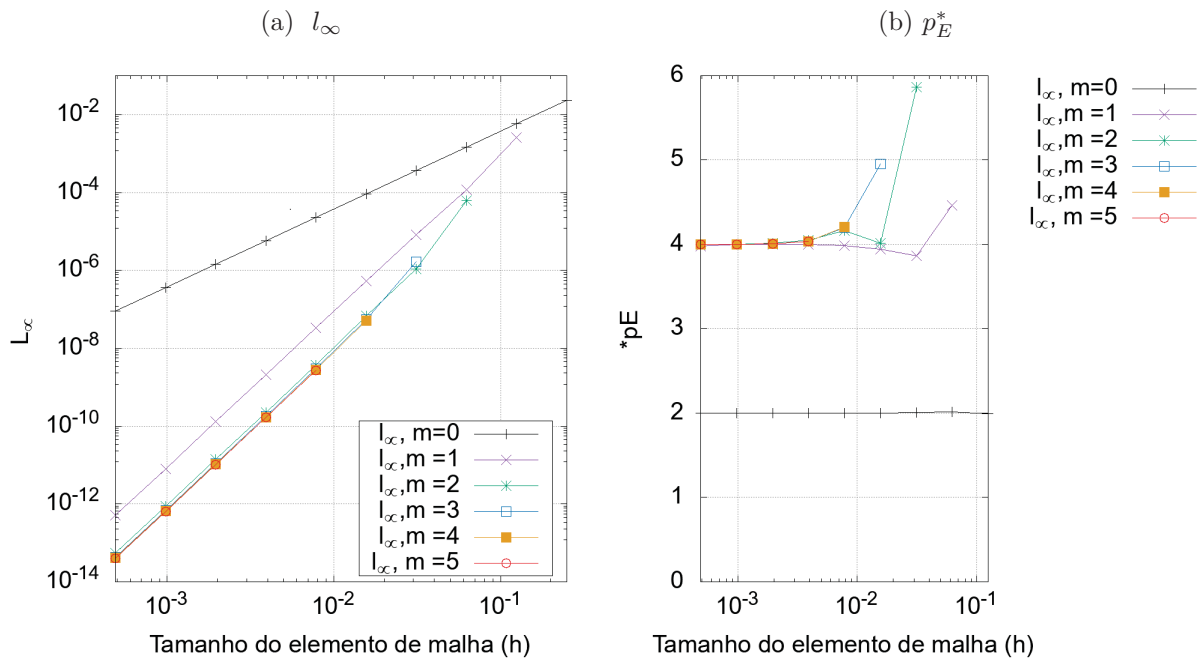 (a) l∞
(b) p*E
10^-2
10^-4
10^-6
10^-8
10^-10
10^-12
10^-14
L∞
10^-3
10^-2
10^-1
Tamanho do elemento de malha (h)
l∞, m=0
l∞,m =1
l∞,m =2
l∞,m =3
l∞,m =4
l∞, m =5
6
5
4
3
2
1
0
*pE
10^-3
10^-2
10^-1
Tamanho do elemento de malha (h)
l∞, m=0
l∞,m =1
l∞,m =2
l∞,m =3
l∞,m =4
l∞, m =5